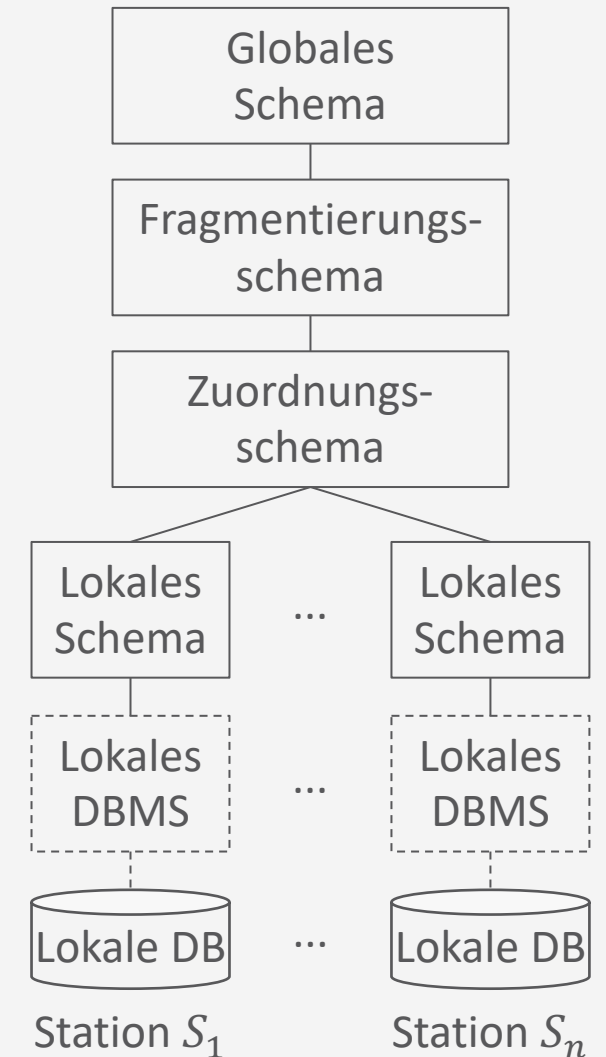 Globales
Schema
Fragmentierungs-
schema
Zuordnungs-
schema
Lokales
Schema
...
Lokales
Schema
Lokales
DBMS
...
Lokales
DBMS
Lokale DB
...
Lokale DB
Station S₁
Station Sₙ